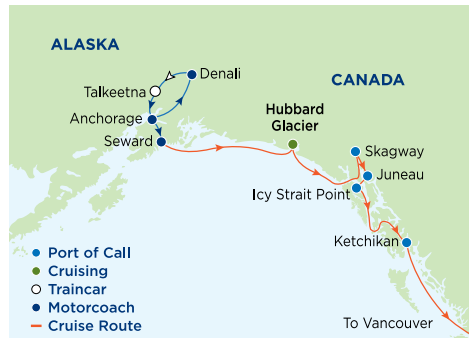 ALASKA
Denali
CANADA
Talkeetna
Anchorage
Hubbard
Glacier
Seward
Skagway
Juneau
Icy Strait Point
Ketchikan
Port of Call
Cruising
Traincar
Motorcoach
Cruise Route
To Vancouver